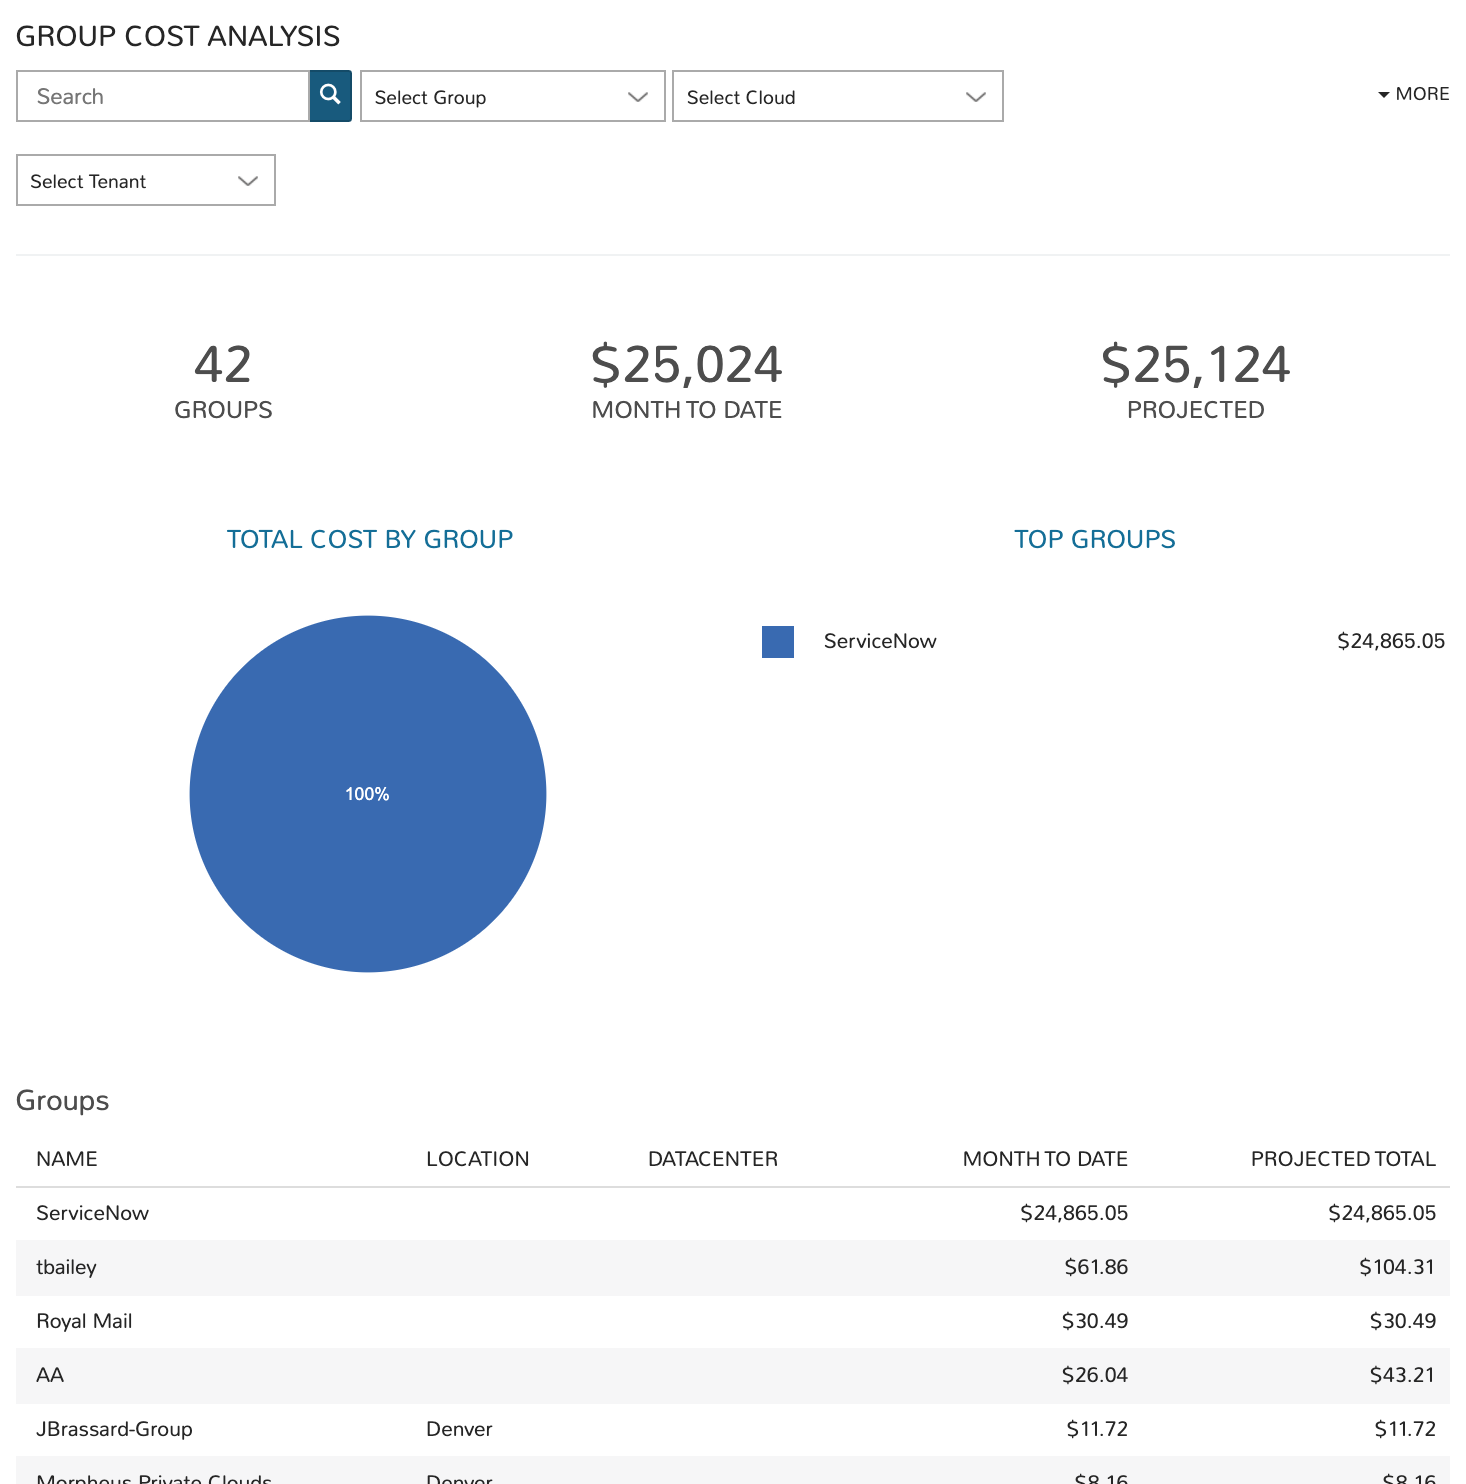 GROUP COST ANALYSIS
Search
Select Group
Select Cloud
MORE
Select Tenant
42
GROUPS
$25,024
MONTH TO DATE
$25,124
PROJECTED
TOTAL COST BY GROUP
TOP GROUPS
100%
ServiceNow $24,865.05
Groups
NAME LOCATION DATACENTER MONTH TO DATE PROJECTED TOTAL
ServiceNow $24,865.05 $24,865.05
tbailey $61.86 $104.31
Royal Mail $30.49 $30.49
AA $26.04 $43.21
JBrassard-Group Denver $11.72 $11.72
Morpheus Private Clouds Denver $8.16 $8.16